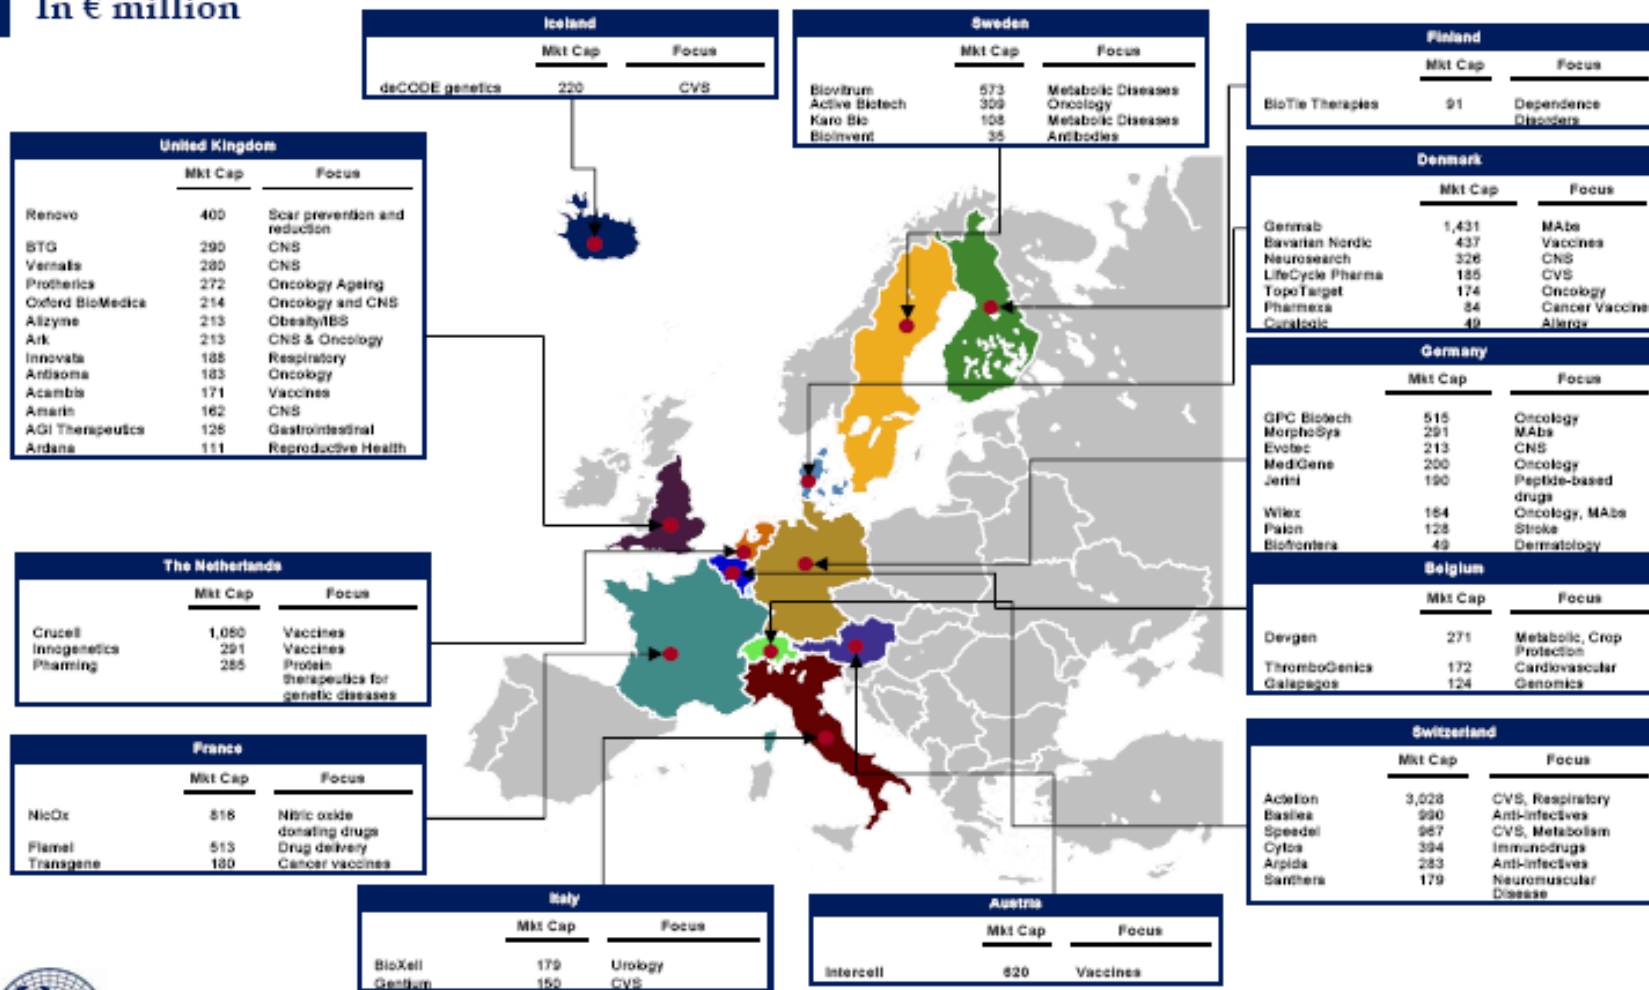 In € million
Iceland
Mkt Cap Focus
deCODE genetics 220 CVS
Sweden
Mkt Cap Focus
Biovitrum 573 Metabolic Diseases
Active Biotech 309 Oncology
Karo Bio 108 Metabolic Diseases
BioInvent 35 Antibodies
Finland
Mkt Cap Focus
BioTie Therapies 91 Dependence
Disorders
United Kingdom
Mkt Cap Focus
Renovo 400 Scar prevention and
reduction
BTG 290 CNS
Vernalis 280 CNS
Protherics 272 Oncology Ageing
Oxford BioMedica 214 Oncology and CNS
Alizyme 213 Obesity/IBS
Ark 213 CNS & Oncology
Innovata 188 Respiratory
Antisoma 183 Oncology
Acambis 171 Vaccines
Amarin 162 CNS
AGI Therapeutics 126 Gastrointestinal
Ardana 111 Reproductive Health
Denmark
Mkt Cap Focus
Genmab 1,431 MAbs
Bavarian Nordic 437 Vaccines
Neurosearch 326 CNS
LifeCycle Pharma 185 CVS
TopoTarget 174 Oncology
Pharmexa 84 Cancer Vaccine
Curalogic 49 Allergy
Germany
Mkt Cap Focus
GPC Biotech 515 Oncology
MorphoSys 291 MAbs
Evotec 213 CNS
MediGene 200 Oncology
Jerini 190 Peptide-based
drugs
Wilex 164 Oncology, MAbs
Paion 128 Stroke
Biofrontera 49 Dermatology
The Netherlands
Mkt Cap Focus
Crucell 1,060 Vaccines
Innogenetics 291 Vaccines
Pharming 285 Protein
therapeutics for
genetic diseases
Belgium
Mkt Cap Focus
Devgen 271 Metabolic, Crop
Protection
ThromboGenics 172 Cardiovascular
Galapagos 124 Genomics
France
Mkt Cap Focus
NicOx 816 Nitric oxide
donating drugs
Flamel 513 Drug delivery
Transgene 180 Cancer vaccines
Switzerland
Mkt Cap Focus
Actelion 3,028 CVS, Respiratory
Basilea 990 Anti-Infectives
Speedel 967 CVS, Metabolism
Cytos 394 Immunodrugs
Arpida 283 Anti-Infectives
Santhera 179 Neuromuscular
Disease
Italy
Mkt Cap Focus
BioXell 179 Urology
Gentium 150 CVS
Austria
Mkt Cap Focus
Intercell 620 Vaccines